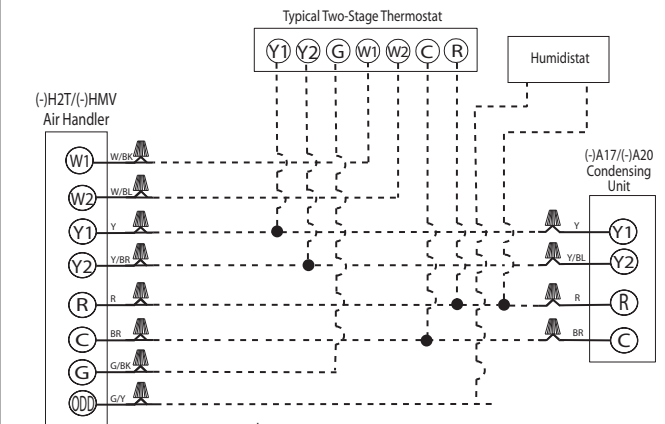 Typical Two-Stage Thermostat
Y1 Y2 G W1 W2 C R
Humidistat
(-)H2T/(-)HMV
Air Handler
(-)A17/(-)A20
Condensing
Unit
W1 W/BK
W2 W/BL
Y1 Y Y Y1
Y2 Y/BR Y/BL Y2
R R R R
C BR BR C
G G/BK
ODD G/Y